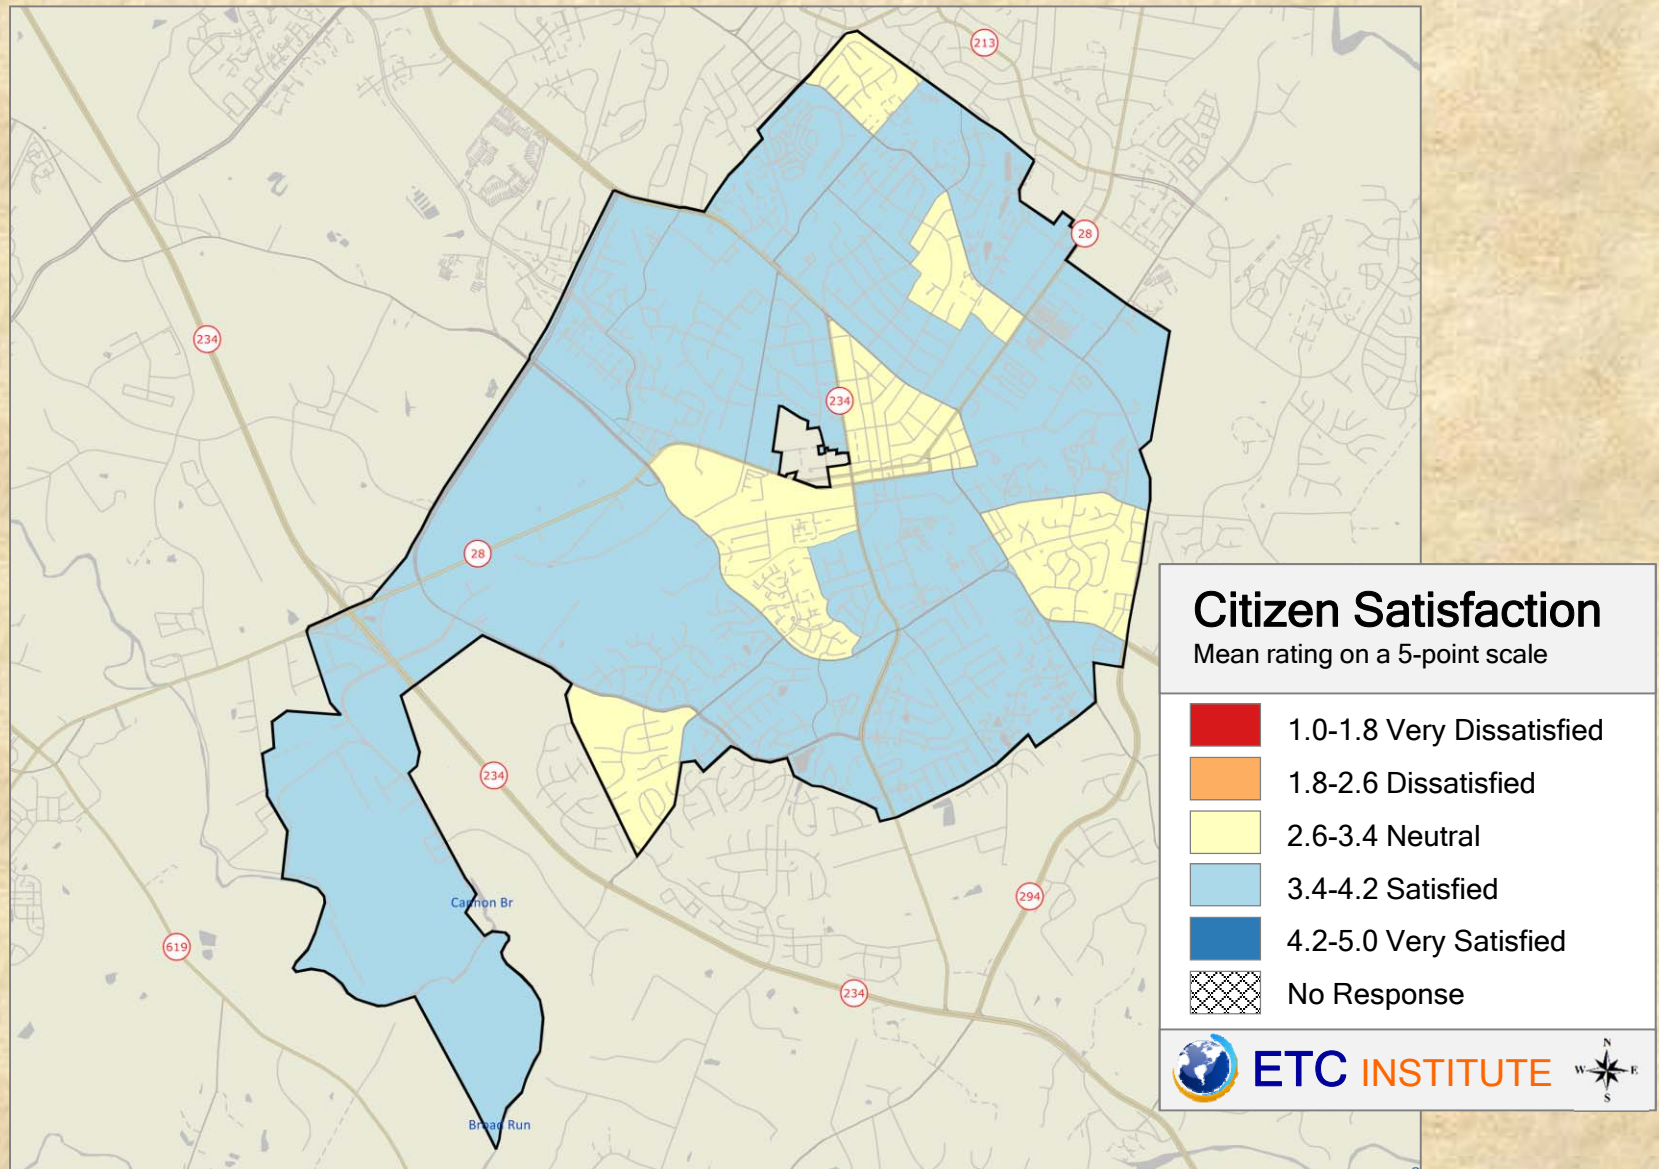 213
28
234
234
28
234
Cannon Br
294
619
234
Broad Run
Citizen Satisfaction
Mean rating on a 5-point scale
1.0-1.8 Very Dissatisfied
1.8-2.6 Dissatisfied
2.6-3.4 Neutral
3.4-4.2 Satisfied
4.2-5.0 Very Satisfied
No Response
ETC INSTITUTE
N
W E
S